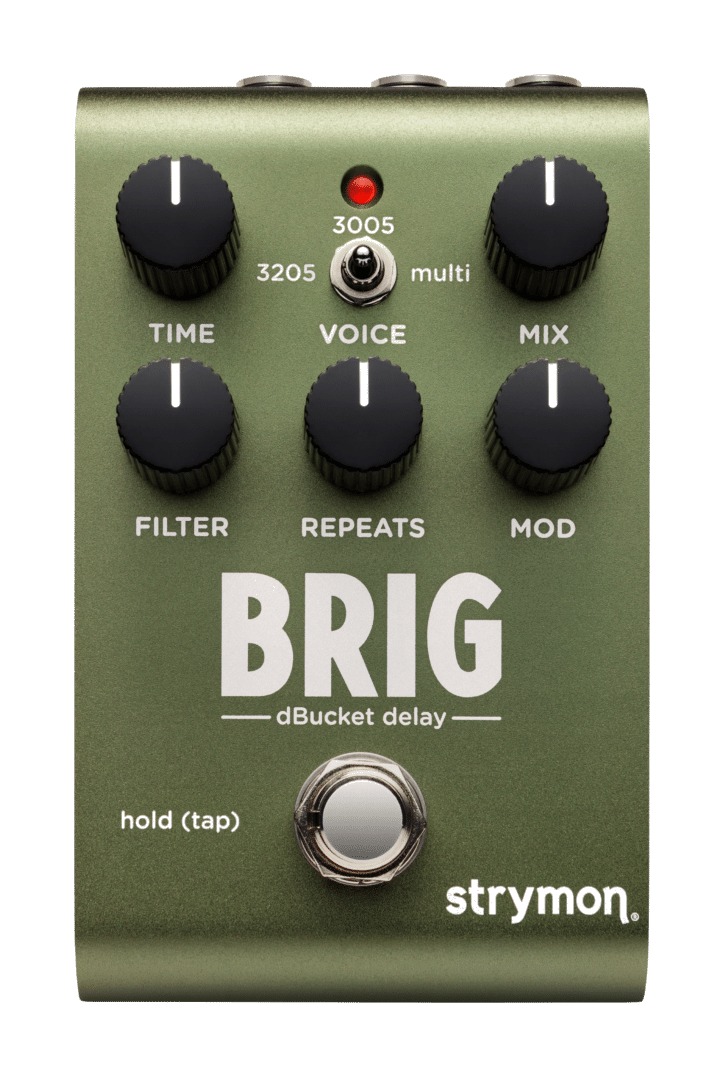 3005
3205 multi
TIME VOICE MIX
FILTER REPEATS MOD
BRIG
dBucket delay
hold (tap)
strymon®